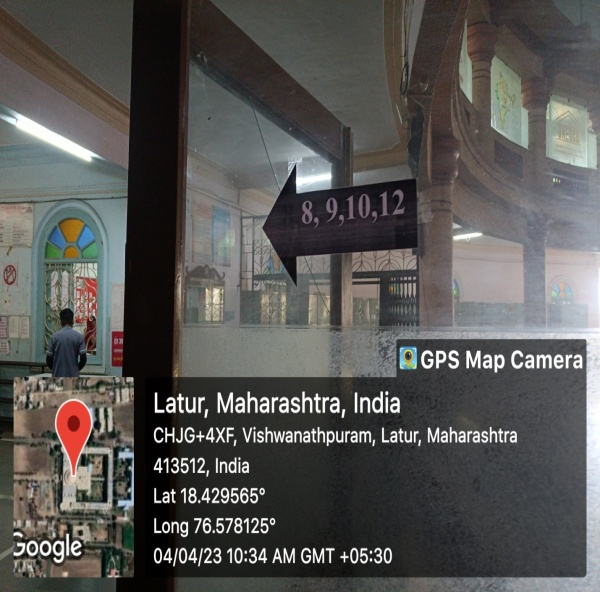 8, 9,10,12
GPS Map Camera
Latur, Maharashtra, India
CHJG+4XF, Vishwanathpuram, Latur, Maharashtra
413512, India
Lat 18.429565°
Long 76.578125°
04/04/23 10:34 AM GMT +05:30
Google